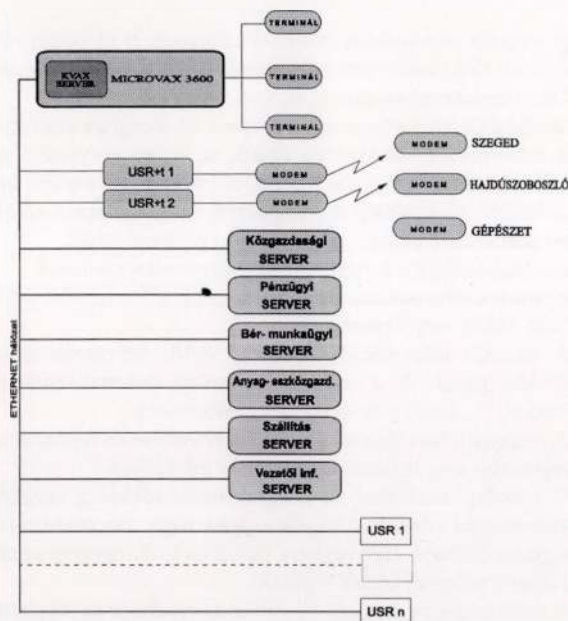 TERMINÁL
KVAX
SERVER
MICROVAX 3600
TERMINÁL
TERMINÁL
USR+t 1
MODEM
MODEM
SZEGED
USR+t 2
MODEM
MODEM
HAJDÚSZOBOSZLÓ
MODEM
GÉPÉSZET
Közgazdasági
SERVER
Pénzügyi
SERVER
Bér- munkaügyi
SERVER
Anyag- eszközgazd.
SERVER
Szállítás
SERVER
Vezetői inf.
SERVER
ETHERNET hálózat
USR 1
USR n